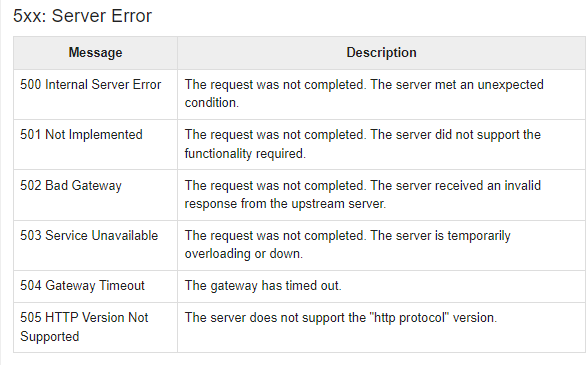 5xx: Server Error
Message Description
500 Internal Server Error The request was not completed. The server met an unexpected
condition.
501 Not Implemented The request was not completed. The server did not support the
functionality required.
502 Bad Gateway The request was not completed. The server received an invalid
response from the upstream server.
503 Service Unavailable The request was not completed. The server is temporarily
overloading or down.
504 Gateway Timeout The gateway has timed out.
505 HTTP Version Not The server does not support the "http protocol" version.
Supported